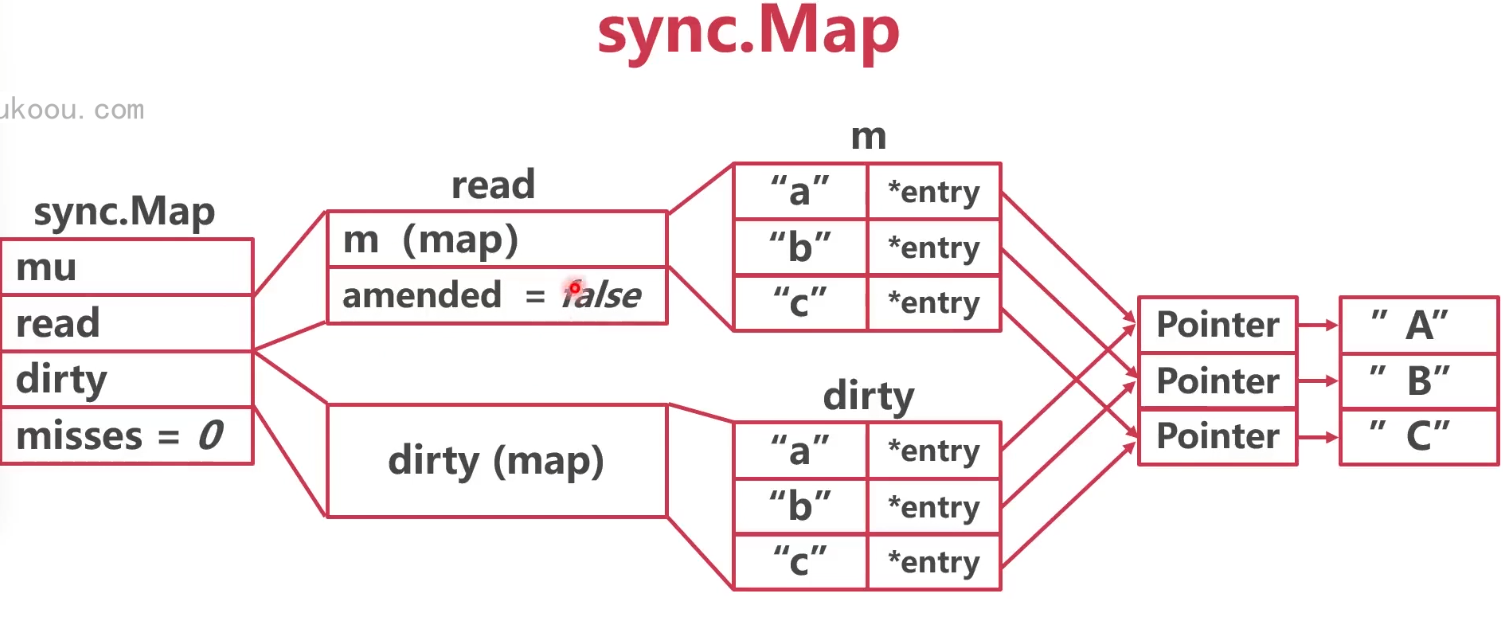 sync.Map
ukoou.com
m
read
sync.Map
"a" *entry
"b" *entry
"c" *entry
m (map)
amended = false
mu
read
dirty
misses = 0
Pointer
Pointer
Pointer
" A"
" B"
" C"
dirty
dirty (map)
"a" *entry
"b" *entry
"c" *entry